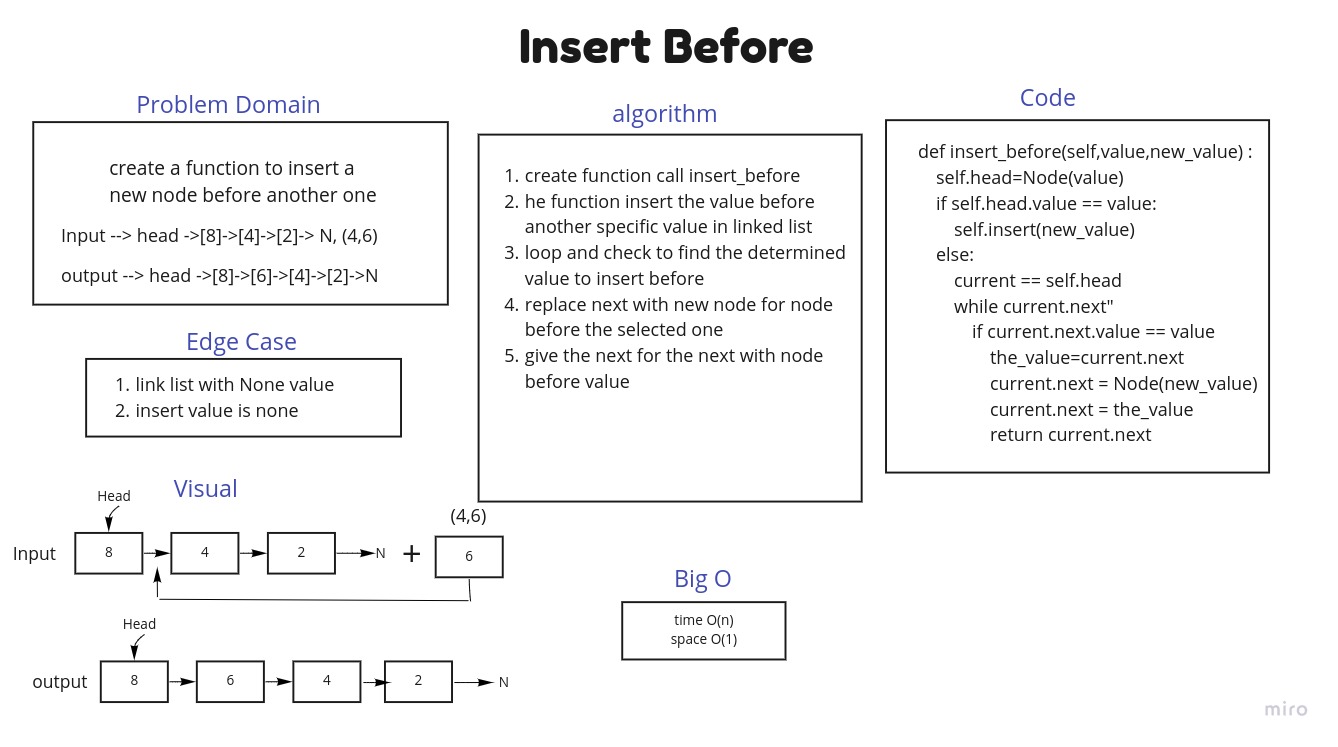 Insert Before
Problem Domain
create a function to insert a
new node before another one
Input --> head ->[8]->[4]->[2]-> N, (4,6)
output --> head ->[8]->[6]->[4]->[2]->N
Edge Case
1. link list with None value
2. insert value is none
algorithm
1. create function call insert_before
2. he function insert the value before
another specific value in linked list
3. loop and check to find the determined
value to insert before
4. replace next with new node for node
before the selected one
5. give the next for the next with node
before value
Code
def insert_before(self,value,new_value) :
self.head=Node(value)
if self.head.value == value:
self.insert(new_value)
else:
current == self.head
while current.next"
if current.next.value == value
the_value=current.next
current.next = Node(new_value)
current.next = the_value
return current.next
Visual
Head
(4,6)
Input 8 4 2 N + 6
Head
output 8 6 4 2 N
Big O
time O(n)
space O(1)
miro